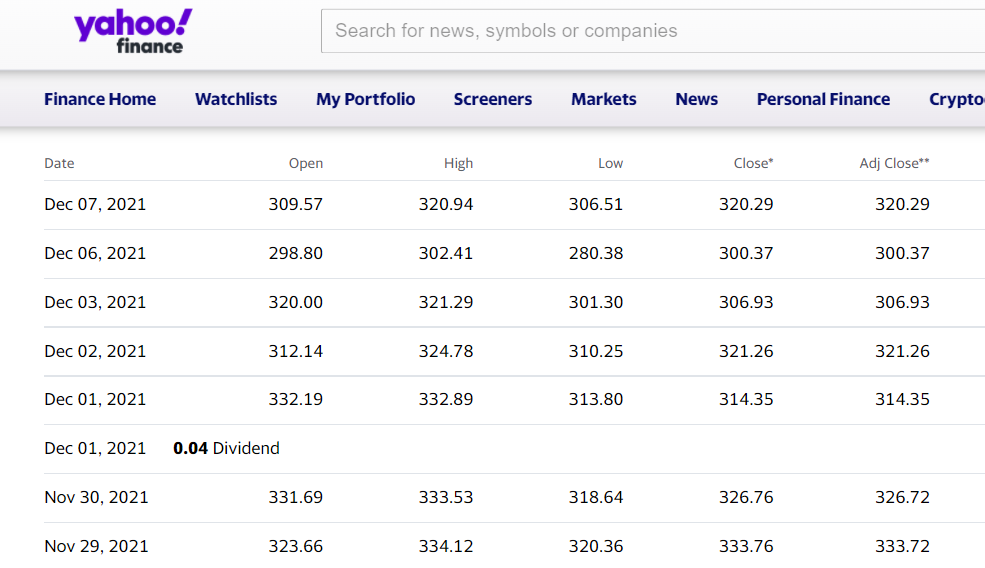 yahoo!
finance
Search for news, symbols or companies
Finance Home Watchlists My Portfolio Screeners Markets News Personal Finance Crypto
Date Open High Low Close* Adj Close**
Dec 07, 2021 309.57 320.94 306.51 320.29 320.29
Dec 06, 2021 298.80 302.41 280.38 300.37 300.37
Dec 03, 2021 320.00 321.29 301.30 306.93 306.93
Dec 02, 2021 312.14 324.78 310.25 321.26 321.26
Dec 01, 2021 332.19 332.89 313.80 314.35 314.35
Dec 01, 2021 0.04 Dividend
Nov 30, 2021 331.69 333.53 318.64 326.76 326.72
Nov 29, 2021 323.66 334.12 320.36 333.76 333.72